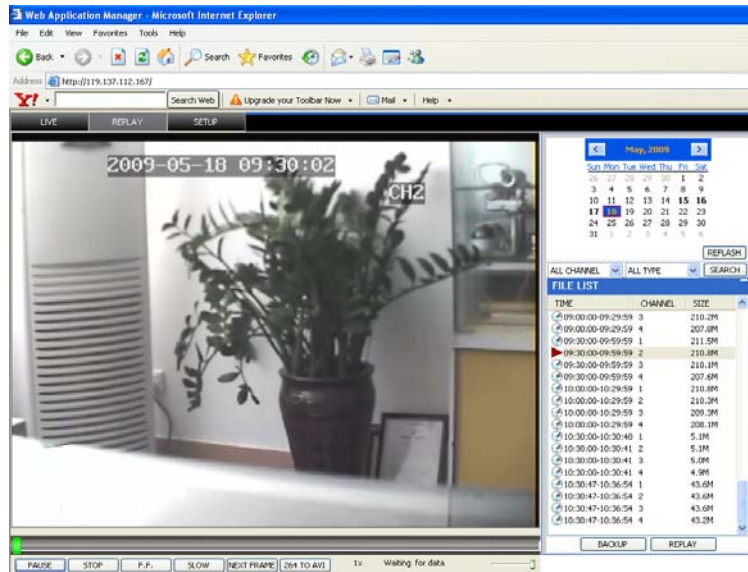 Web Application Manager - Microsoft Internet Explorer
File Edit View Favorites Tools Help
Back Search Favorites
Address http://119.137.112.167/
Y! Search Web Upgrade your Toolbar Now Mail Help
LIVE REPLAY SETUP
2009-05-18 09:30:02
CH2
May, 2009
Sun Mon Tue Wed Thu Fri Sat
26 27 28 29 30 1 2
3 4 5 6 7 8 9
10 11 12 13 14 15 16
17 18 19 20 21 22 23
24 25 26 27 28 29 30
31 1 2 3 4 5 6
REFLASH
ALL CHANNEL ALL TYPE SEARCH
FILE LIST
TIME CHANNEL SIZE
09:00:00-09:29:59 3 210.2M
09:00:00-09:29:59 4 207.8M
09:30:00-09:59:59 1 211.5M
09:30:00-09:59:59 2 210.8M
09:30:00-09:59:59 3 210.1M
09:30:00-09:59:59 4 207.6M
10:00:00-10:29:59 1 210.8M
10:00:00-10:29:59 2 210.3M
10:00:00-10:29:59 3 209.3M
10:00:00-10:29:59 4 208.1M
10:30:00-10:30:40 1 5.1M
10:30:00-10:30:41 2 5.1M
10:30:00-10:30:41 3 5.0M
10:30:00-10:30:41 4 4.9M
10:30:47-10:36:54 1 43.6M
10:30:47-10:36:54 2 43.6M
10:30:47-10:36:54 3 43.6M
10:30:47-10:36:54 4 43.2M
BACKUP REPLAY
PAUSE STOP F.F. SLOW NEXT FRAME 264 TO AVI 1x Waiting for data